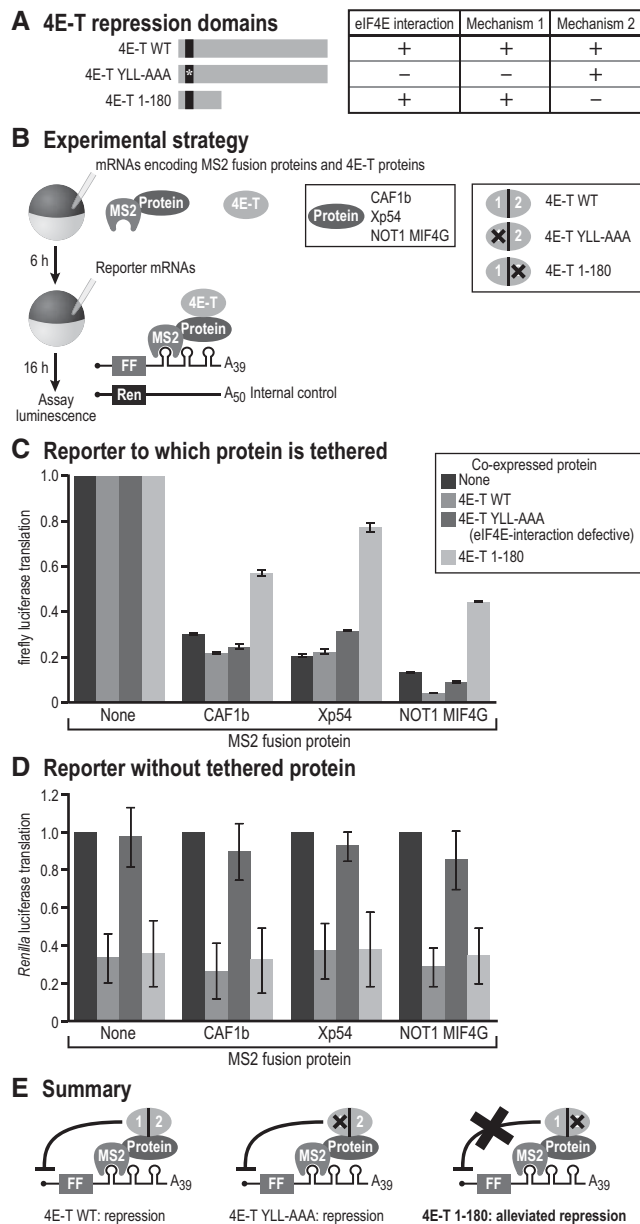 A 4E-T repression domains
4E-T WT
4E-T YLL-AAA
*
4E-T 1-180
eIF4E interaction Mechanism 1 Mechanism 2
+ + +
– – +
+ + –
B Experimental strategy
mRNAs encoding MS2 fusion proteins and 4E-T proteins
MS2 Protein 4E-T
Protein
CAF1b
Xp54
NOT1 MIF4G
1 2 4E-T WT
2 4E-T YLL-AAA
1 4E-T 1-180
6 h
Reporter mRNAs
4E-T
Protein
MS2
FF A39
16 h
Assay
luminescence
Ren A50 Internal control
C Reporter to which protein is tethered
firefly luciferase translation
1.0
0.8
0.6
0.4
0.2
0
Co-expressed protein
None
4E-T WT
4E-T YLL-AAA
(eIF4E-interaction defective)
4E-T 1-180
None CAF1b Xp54 NOT1 MIF4G
MS2 fusion protein
D Reporter without tethered protein
Renilla luciferase translation
1.2
1.0
0.8
0.6
0.4
0.2
0
None CAF1b Xp54 NOT1 MIF4G
MS2 fusion protein
E Summary
1 2
Protein
MS2
FF A39
4E-T WT: repression
2
Protein
MS2
FF A39
4E-T YLL-AAA: repression
1
Protein
MS2
FF A39
4E-T 1-180: alleviated repression